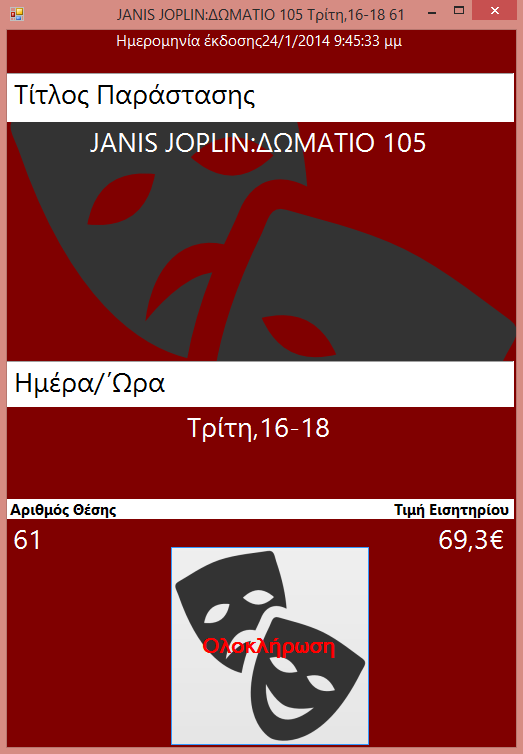 JANIS JOPLIN:ΔΩΜΑΤΙΟ 105 Τρίτη,16-18 61
Ημερομηνία έκδοσης24/1/2014 9:45:33 μμ
Τίτλος Παράστασης
JANIS JOPLIN:ΔΩΜΑΤΙΟ 105
Ημέρα/Ώρα
Τρίτη,16-18
Αριθμός Θέσης Τιμή Εισητηρίου
61 69,3€
Ολοκλήρωση